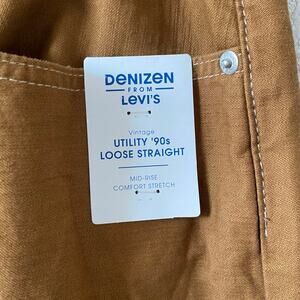 DENIZEN
FROM
LEVI'S
Vintage
UTILITY '90s
LOOSE STRAIGHT
MID-RISE
COMFORT STRETCH